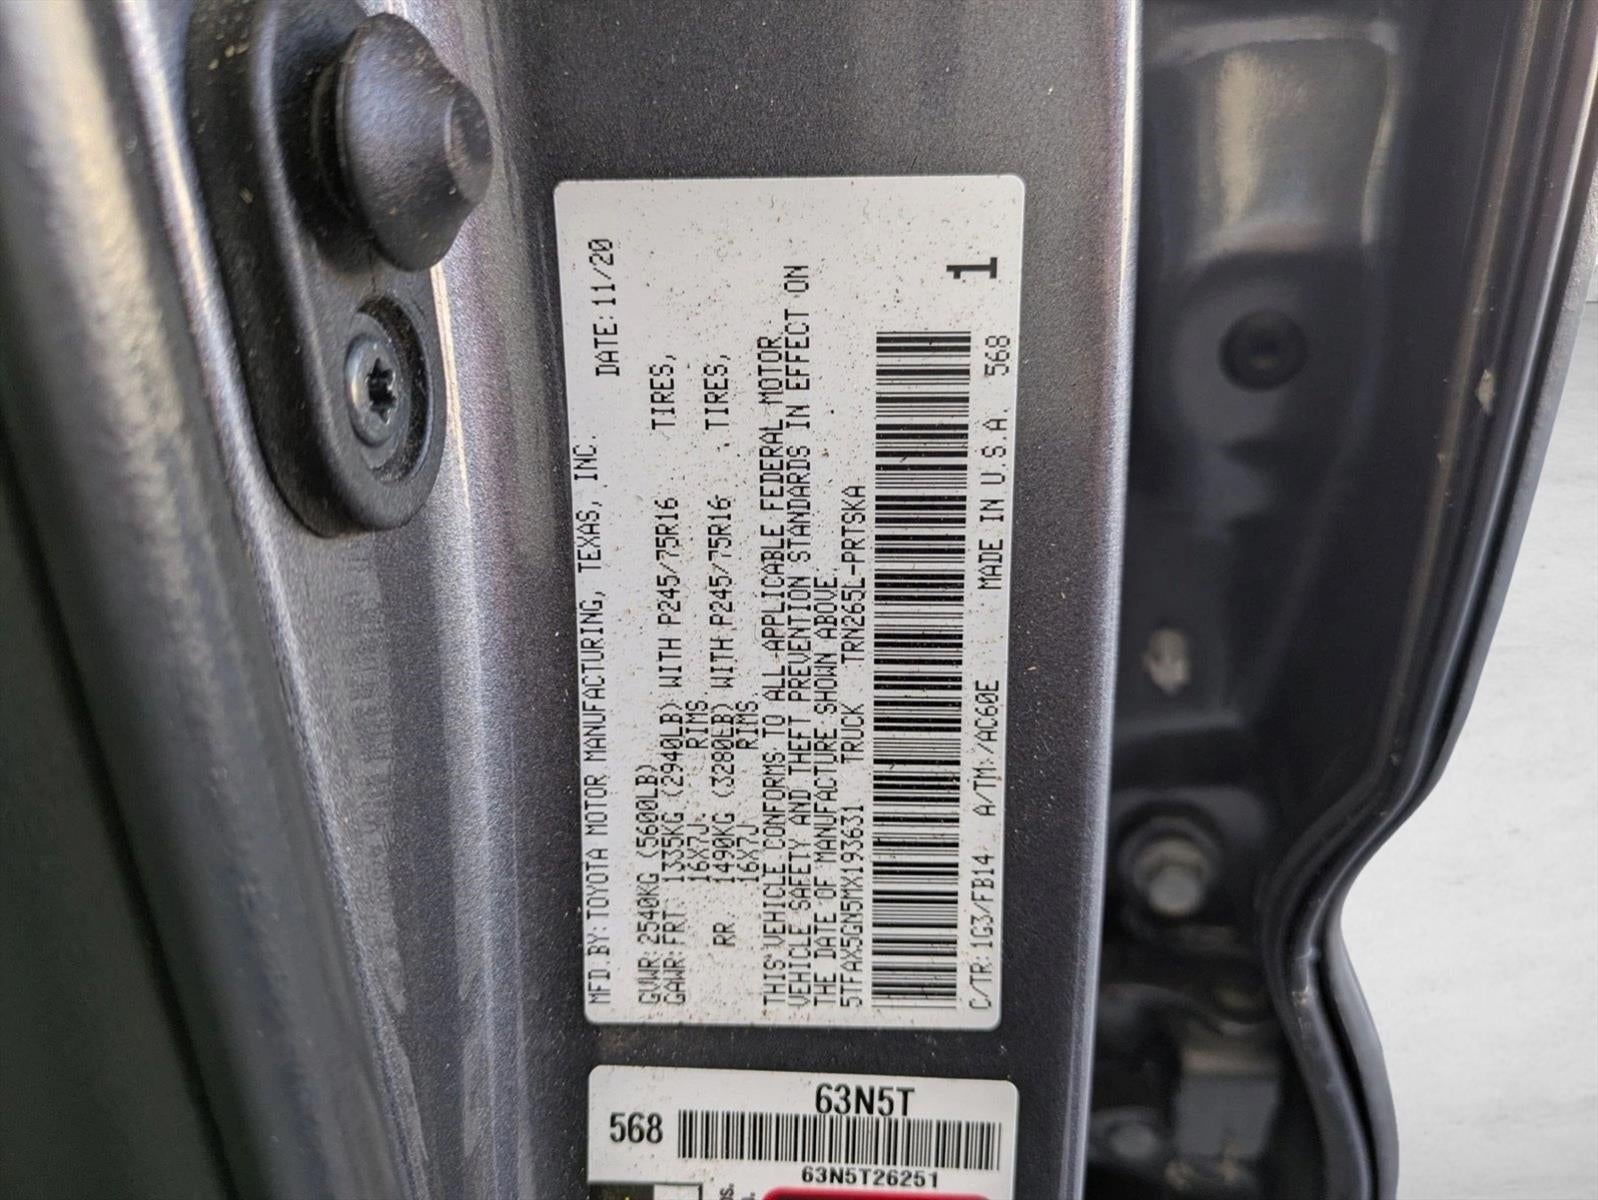 MFD.BY:TOYOTA MOTOR MANUFACTURING, TEXAS, INC.
DATE:11/20
GVWR:2540KG(5600LB)
GAWR:FRT. 1335KG(2940LB) WITH P245/75R16 TIRES,
16X7J RIMS,
RR. 1490KG(3280LB) WITH P245/75R16 TIRES,
16X7J RIMS
THIS VEHICLE CONFORMS TO ALL APPLICABLE FEDERAL MOTOR
VEHICLE SAFETY AND THEFT PREVENTION STANDARDS IN EFFECT ON
THE DATE OF MANUFACTURE SHOWN ABOVE.
5TFAX5GN5MX193631 TRUCK TRN265L-PRTSKA
C/TR:1G3/FB14 A/TM:/AC60E MADE IN U.S.A. 568
1
63N5T
568
63N5T26251